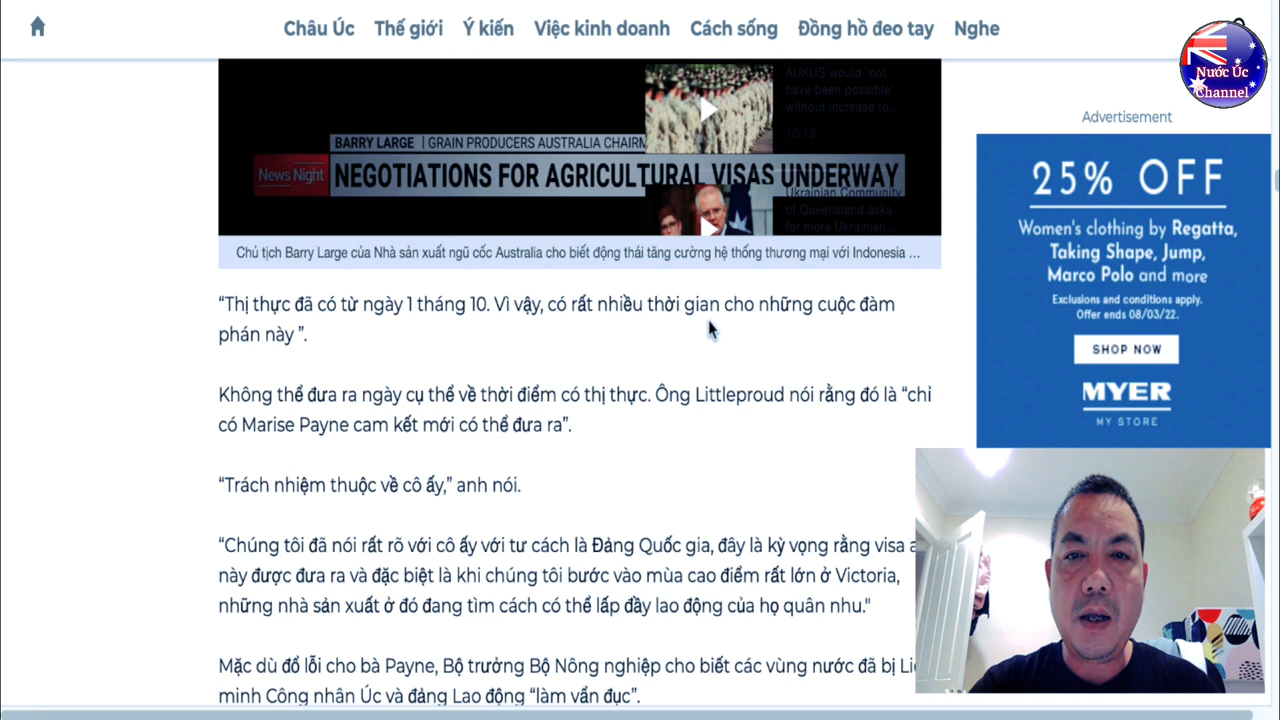 Châu Úc Thế giới Ý kiến Việc kinh doanh Cách sống Đồng hồ đeo tay Nghe
Nước Úc
Channel
AUKUS would 'not
have been possible'
without increase to...
10:18
BARRY LARGE | GRAIN PRODUCERS AUSTRALIA CHAIRM
News Night
NEGOTIATIONS FOR AGRICULTURAL VISAS UNDERWAY
Ukrainian Community
of Queensland asks
for more Ukrainian...
Chủ tịch Barry Large của Nhà sản xuất ngũ cốc Australia cho biết động thái tăng cường hệ thống thương mại với Indonesia ...
“Thị thực đã có từ ngày 1 tháng 10. Vì vậy, có rất nhiều thời gian cho những cuộc đàm
phán này ”.
Không thể đưa ra ngày cụ thể về thời điểm có thị thực. Ông Littleproud nói rằng đó là “chỉ
có Marise Payne cam kết mới có thể đưa ra”.
“Trách nhiệm thuộc về cô ấy,” anh nói.
“Chúng tôi đã nói rất rõ với cô ấy với tư cách là Đảng Quốc gia, đây là kỳ vọng rằng visa
này được đưa ra và đặc biệt là khi chúng tôi bước vào mùa cao điểm rất lớn ở Victoria,
những nhà sản xuất ở đó đang tìm cách có thể lấp đầy lao động của họ quân nhu."
Mặc dù đổ lỗi cho bà Payne, Bộ trưởng Bộ Nông nghiệp cho biết các vùng nước đã bị Li
minh Công nhân Úc và đảng Lao động “làm vẩn đục”.
Advertisement
25% OFF
Women's clothing by Regatta,
Taking Shape, Jump,
Marco Polo and more
Exclusions and conditions apply.
Offer ends 08/03/22.
SHOP NOW
MYER
MY STORE